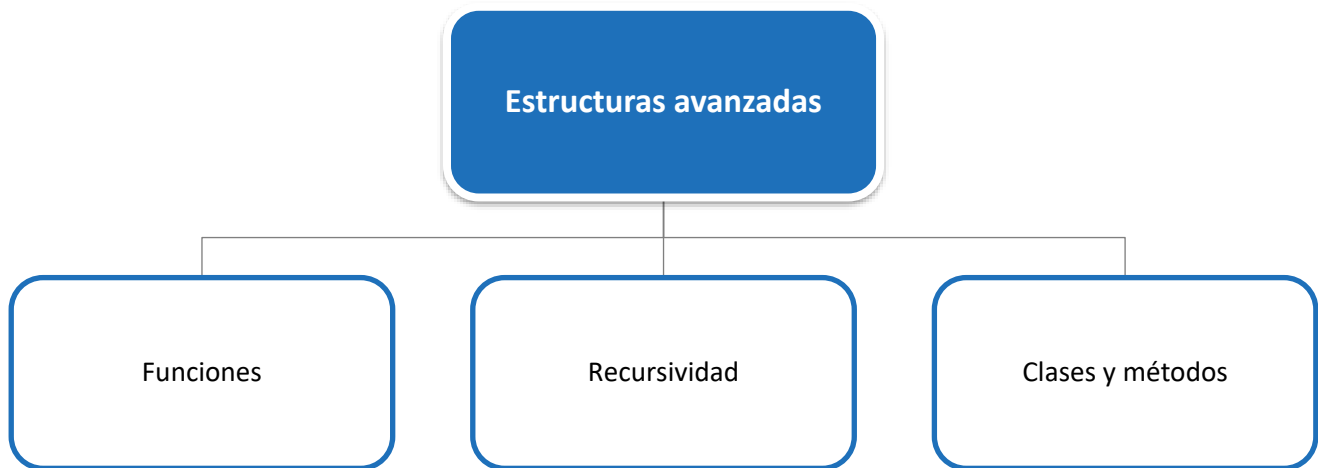 Estructuras avanzadas
Funciones
Recursividad
Clases y métodos